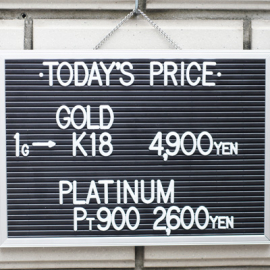 ·TODAY'S PRICE·
GOLD
1G→ K18 4,900YEN
PLATINUM
PT900 2,600YEN